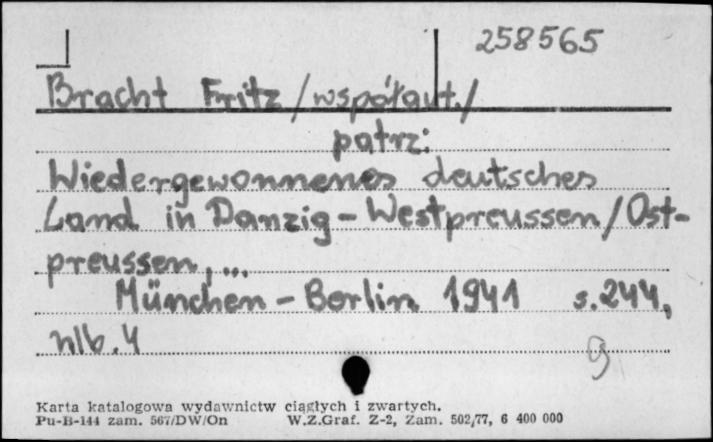 258565
Bracht Fritz /współaut./
patrz:
Wiedergewonnenes deutsches
Land in Danzig - Westpreussen / Ost-
preussen, ...
München - Berlin 1941 s. 244,
nlb. 4
Karta katalogowa wydawnictw ciągłych i zwartych.
Pu-B-144 zam. 567/DW/On W.Z.Graf. Z-2, Zam. 502/77, 6 400 000